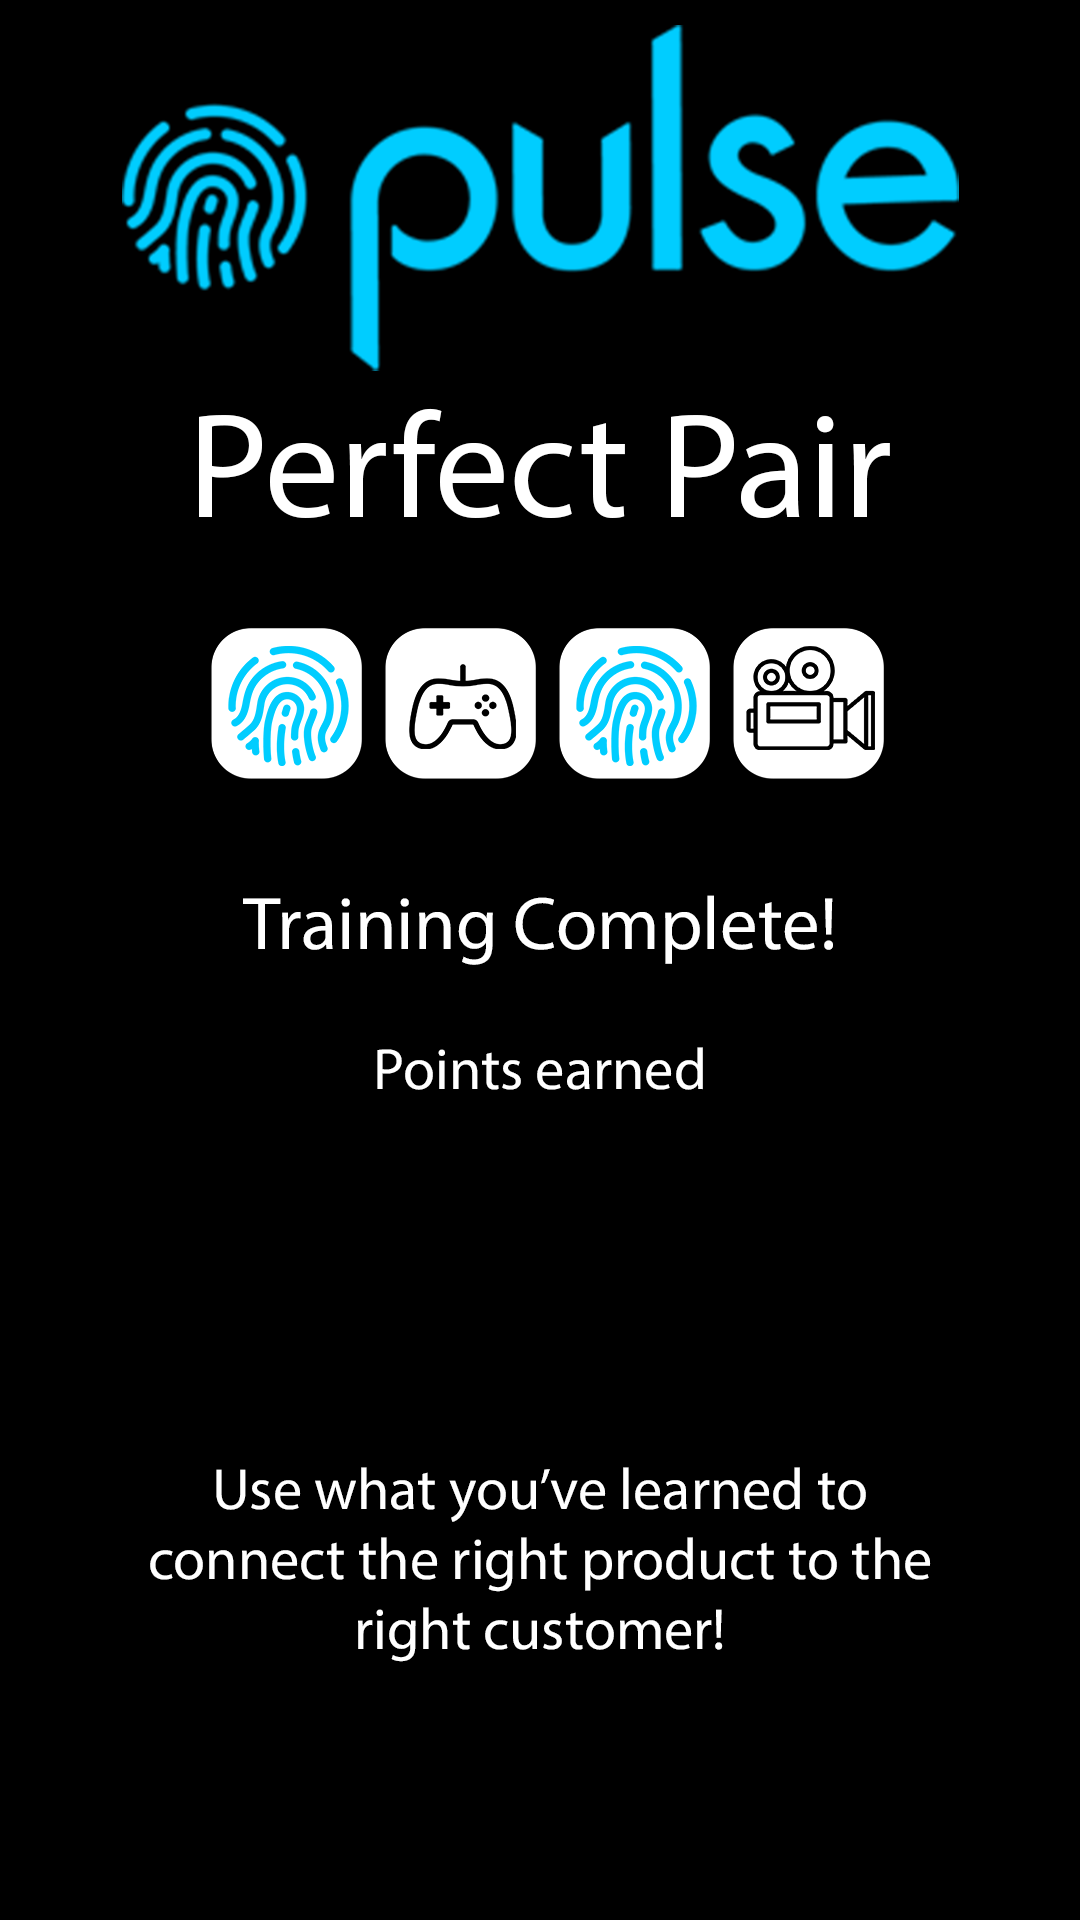 pulse
Perfect Pair
Training Complete!
Points earned
Use what you’ve learned to
connect the right product to the
right customer!